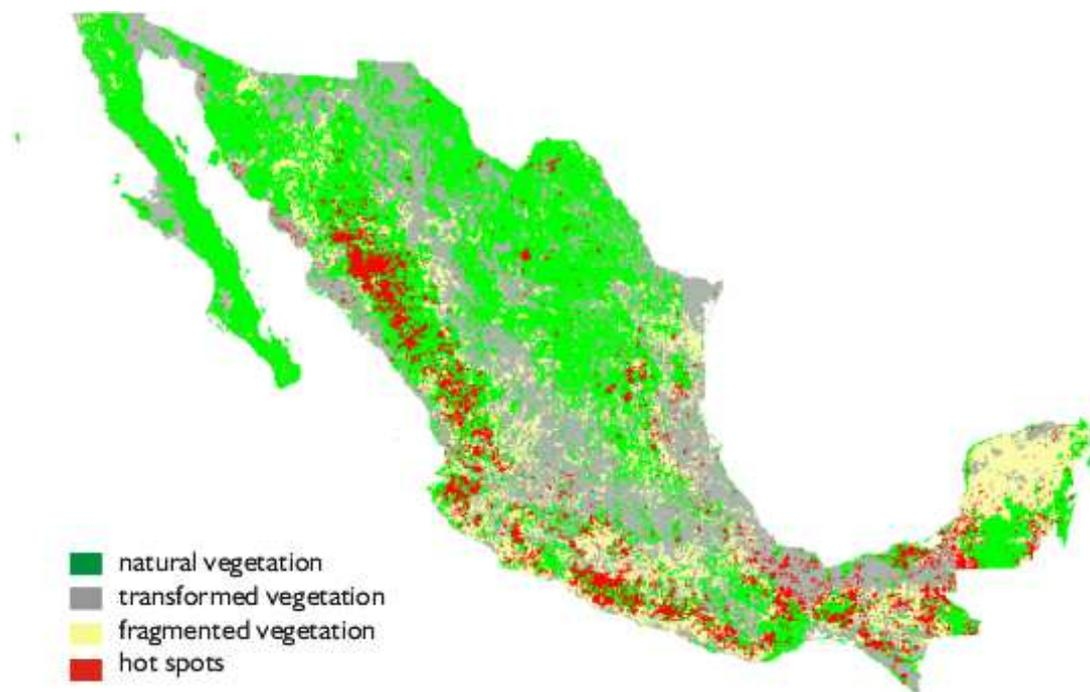 natural vegetation
transformed vegetation
fragmented vegetation
hot spots